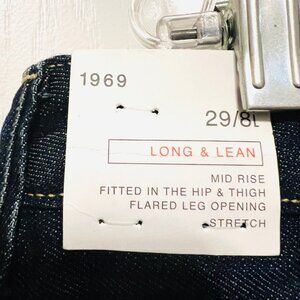 1969
29/8L
LONG & LEAN
MID RISE
FITTED IN THE HIP & THIGH
FLARED LEG OPENING
STRETCH